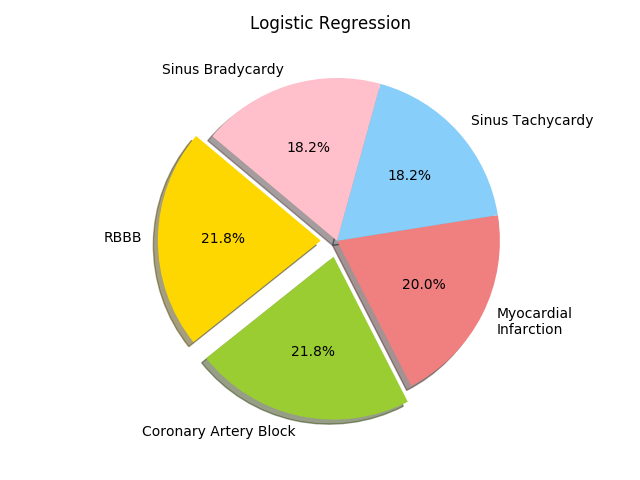 Logistic Regression
Sinus Bradycardy
Sinus Tachycardy
18.2%
18.2%
RBBB
21.8%
20.0%
Myocardial
Infarction
21.8%
Coronary Artery Block